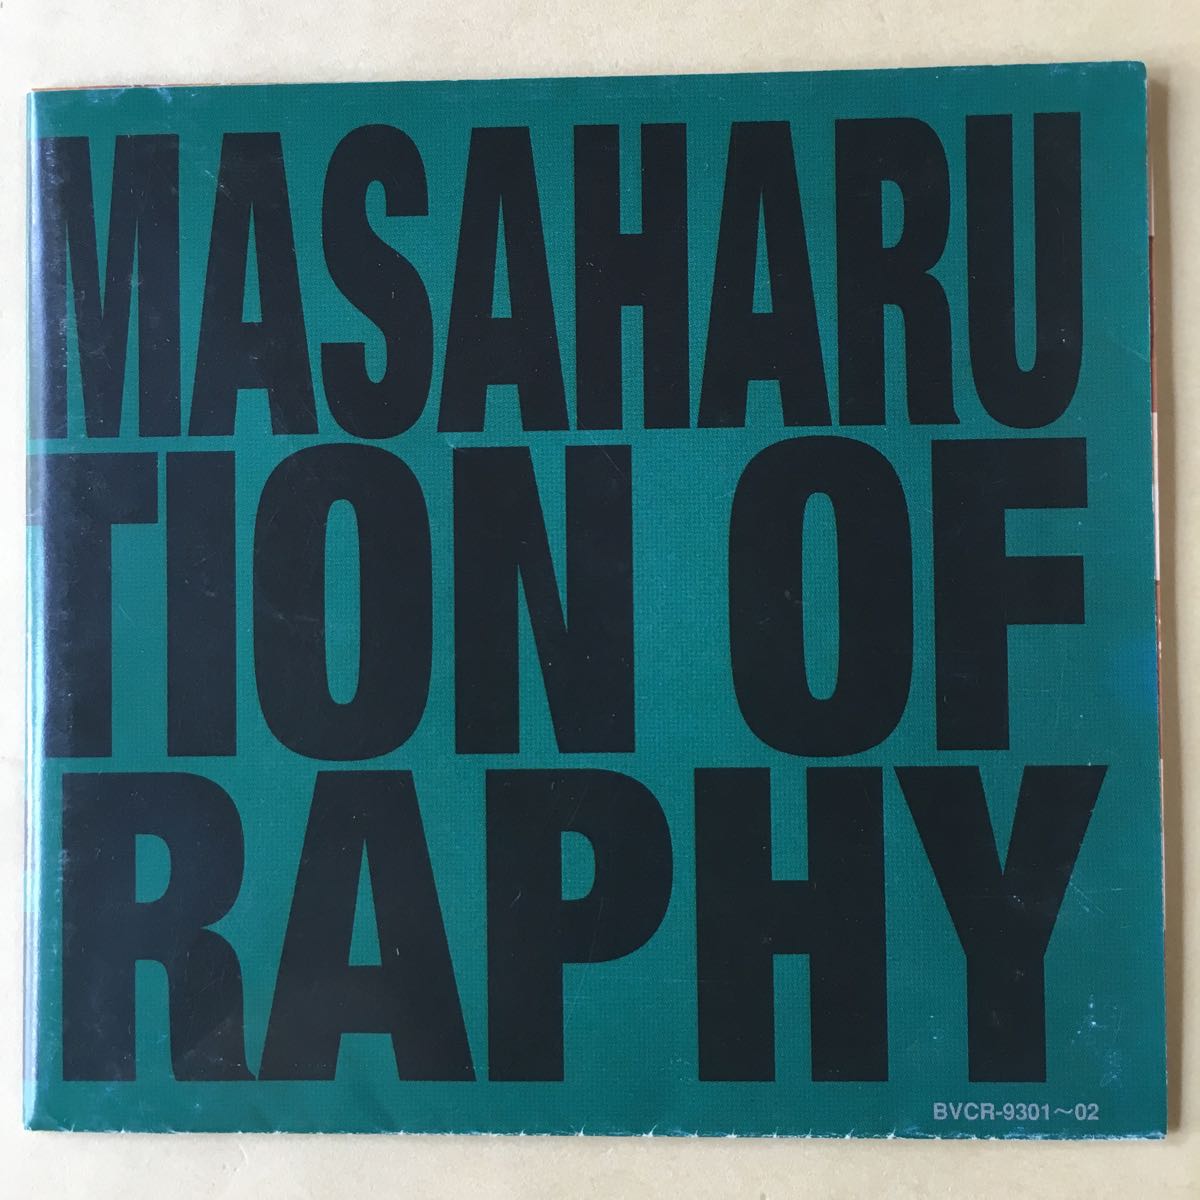 MASAHARU
TION OF
RAPHY
BVCR-9301～02